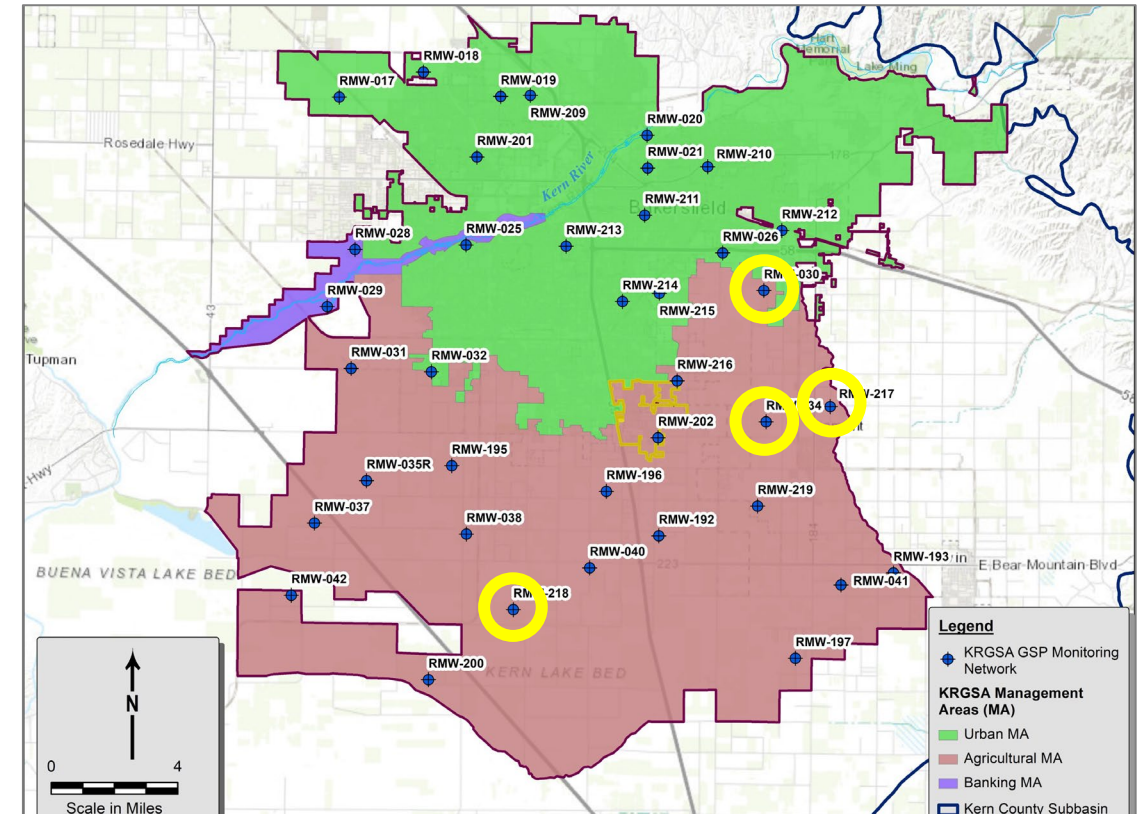 RMW-018
RMW-017
RMW-019
RMW-209
Hart
Memorial
Lake Ming
Rosedale Hwy
RMW-020
RMW-201
RMW-021
RMW-210
178
Kern River
RMW-211
Bakersfield
RMW-212
RMW-028
RMW-025
RMW-213
RMW-026
58
RMW-030
RMW-029
RMW-214
RMW-215
43
Tupman
RMW-031
RMW-032
RMW-216
RMW-217
RMW-202
RMW-195
Hwy
RMW-035R
RMW-196
RMW-219
RMW-037
RMW-038
RMW-192
184
RMW-040
223
RMW-193
E Bear Mountain Blvd
BUENA VISTA LAKE BED
RMW-042
RMW-041
RMW-218
RMW-197
RMW-200
KERN LAKE BED
N
0 4
Scale in Miles
Legend
KRGSA GSP Monitoring
Network
KRGSA Management
Areas (MA)
Urban MA
Agricultural MA
Banking MA
Kern County Subbasin